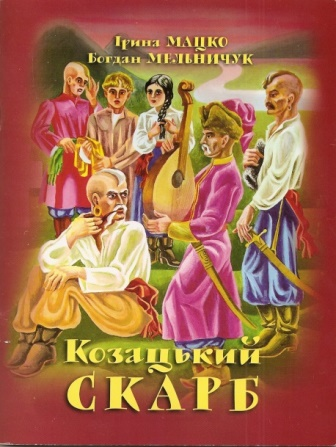 Ірина МАЦКО
Богдан МЕЛЬНИЧУК
Козацький
СКАРБ